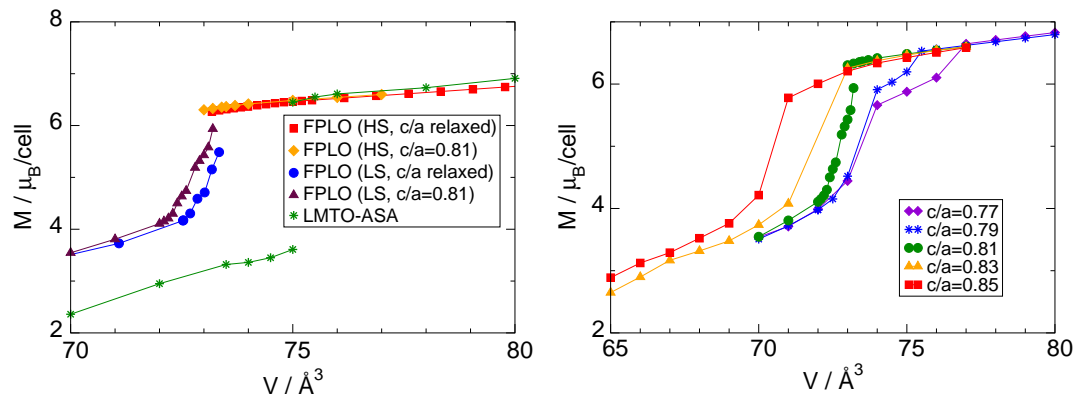 8
6
4
2
70
75
80
M / μB/cell
V / Å³
FPLO (HS, c/a relaxed)
FPLO (HS, c/a=0.81)
FPLO (LS, c/a relaxed)
FPLO (LS, c/a=0.81)
LMTO-ASA
6
4
2
65
70
75
80
M / μB/cell
V / Å³
c/a=0.77
c/a=0.79
c/a=0.81
c/a=0.83
c/a=0.85